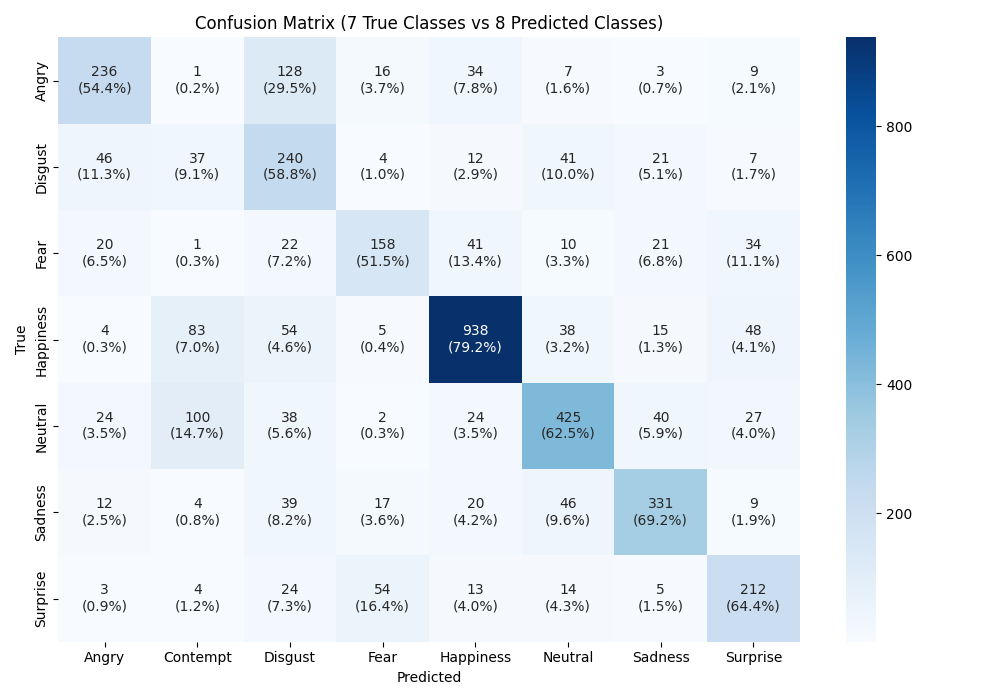 Confusion Matrix (7 True Classes vs 8 Predicted Classes)
True
Angry
236 1 128 16 34 7 3 9
(54.4%) (0.2%) (29.5%) (3.7%) (7.8%) (1.6%) (0.7%) (2.1%)
Disgust
46 37 240 4 12 41 21 7
(11.3%) (9.1%) (58.8%) (1.0%) (2.9%) (10.0%) (5.1%) (1.7%)
Fear
20 1 22 158 41 10 21 34
(6.5%) (0.3%) (7.2%) (51.5%) (13.4%) (3.3%) (6.8%) (11.1%)
Happiness
4 83 54 5 938 38 15 48
(0.3%) (7.0%) (4.6%) (0.4%) (79.2%) (3.2%) (1.3%) (4.1%)
Neutral
24 100 38 2 24 425 40 27
(3.5%) (14.7%) (5.6%) (0.3%) (3.5%) (62.5%) (5.9%) (4.0%)
Sadness
12 4 39 17 20 46 331 9
(2.5%) (0.8%) (8.2%) (3.6%) (4.2%) (9.6%) (69.2%) (1.9%)
Surprise
3 4 24 54 13 14 5 212
(0.9%) (1.2%) (7.3%) (16.4%) (4.0%) (4.3%) (1.5%) (64.4%)
Angry Contempt Disgust Fear Happiness Neutral Sadness Surprise
Predicted
800
600
400
200